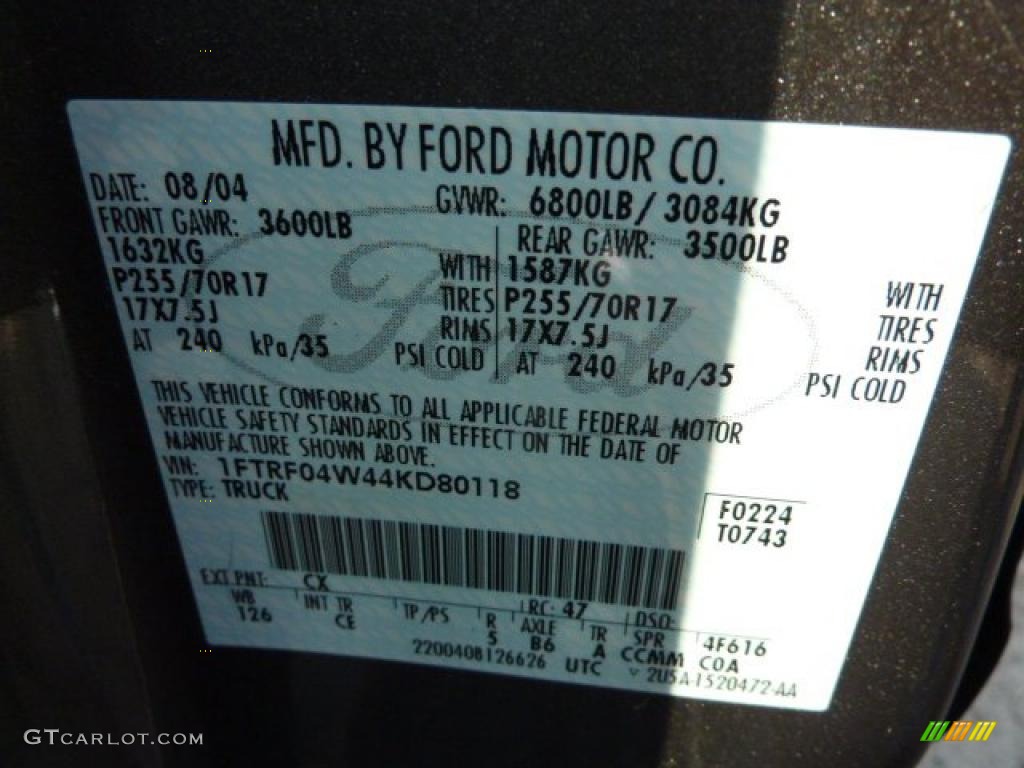 MFD. BY FORD MOTOR CO.
DATE: 08/04 GVWR: 6800LB / 3084KG
FRONT GAWR: 3600LB REAR GAWR: 3500LB
1632KG WITH 1587KG WITH
P255/70R17 TIRES P255/70R17 TIRES
17X7.5J RIMS 17X7.5J RIMS
AT 240 kPa/35 PSI COLD AT 240 kPa/35 PSI COLD
Ford
THIS VEHICLE CONFORMS TO ALL APPLICABLE FEDERAL MOTOR
VEHICLE SAFETY STANDARDS IN EFFECT ON THE DATE OF
MANUFACTURE SHOWN ABOVE.
VIN: 1FTRF04W44KD80118
TYPE: TRUCK
F0224
T0743
EXT PNT: CX RC: 47 DSO:
WB INT TR TP/PS R AXLE TR SPR 4F616
126 CE 5 B6 A CCMM COA
2200408126626 UTC 2U5A-1520472-AA
GTCARLOT.COM